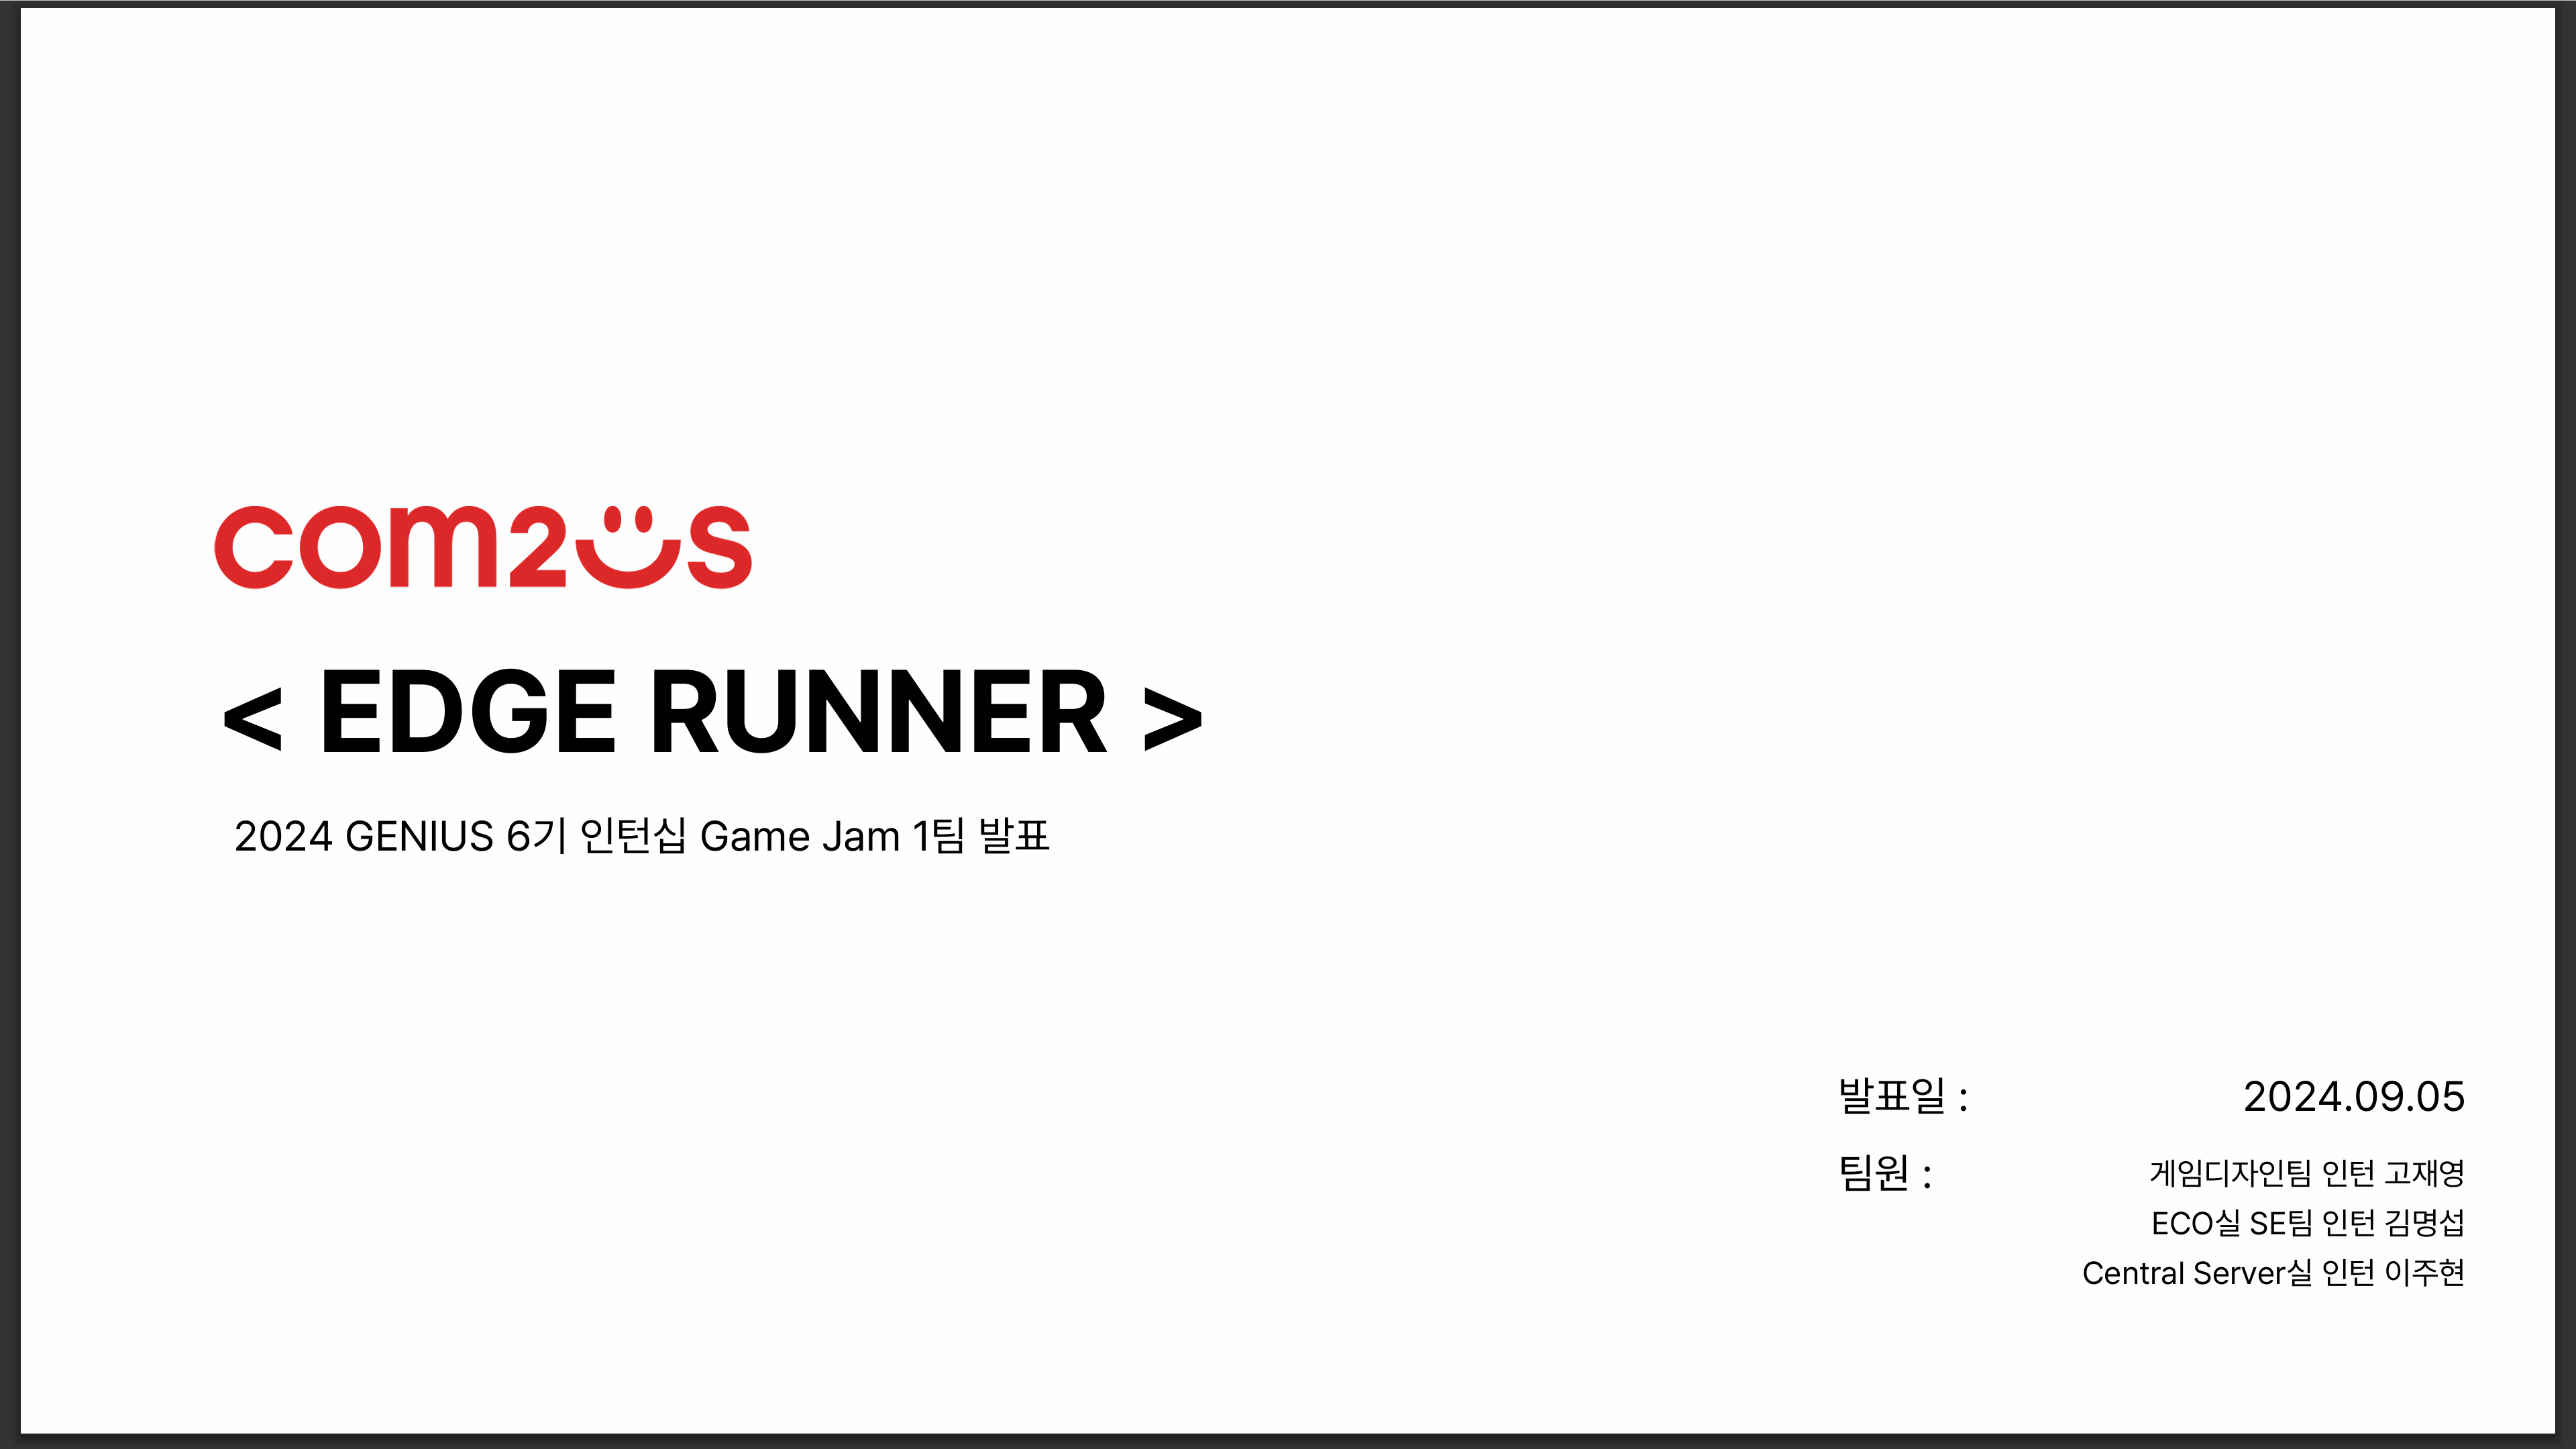 com2us
< EDGE RUNNER >
2024 GENIUS 6기 인턴십 Game Jam 1팀 발표
발표일 : 2024.09.05
팀원 : 게임디자인팀 인턴 고재영
ECO실 SE팀 인턴 김명섭
Central Server실 인턴 이주현